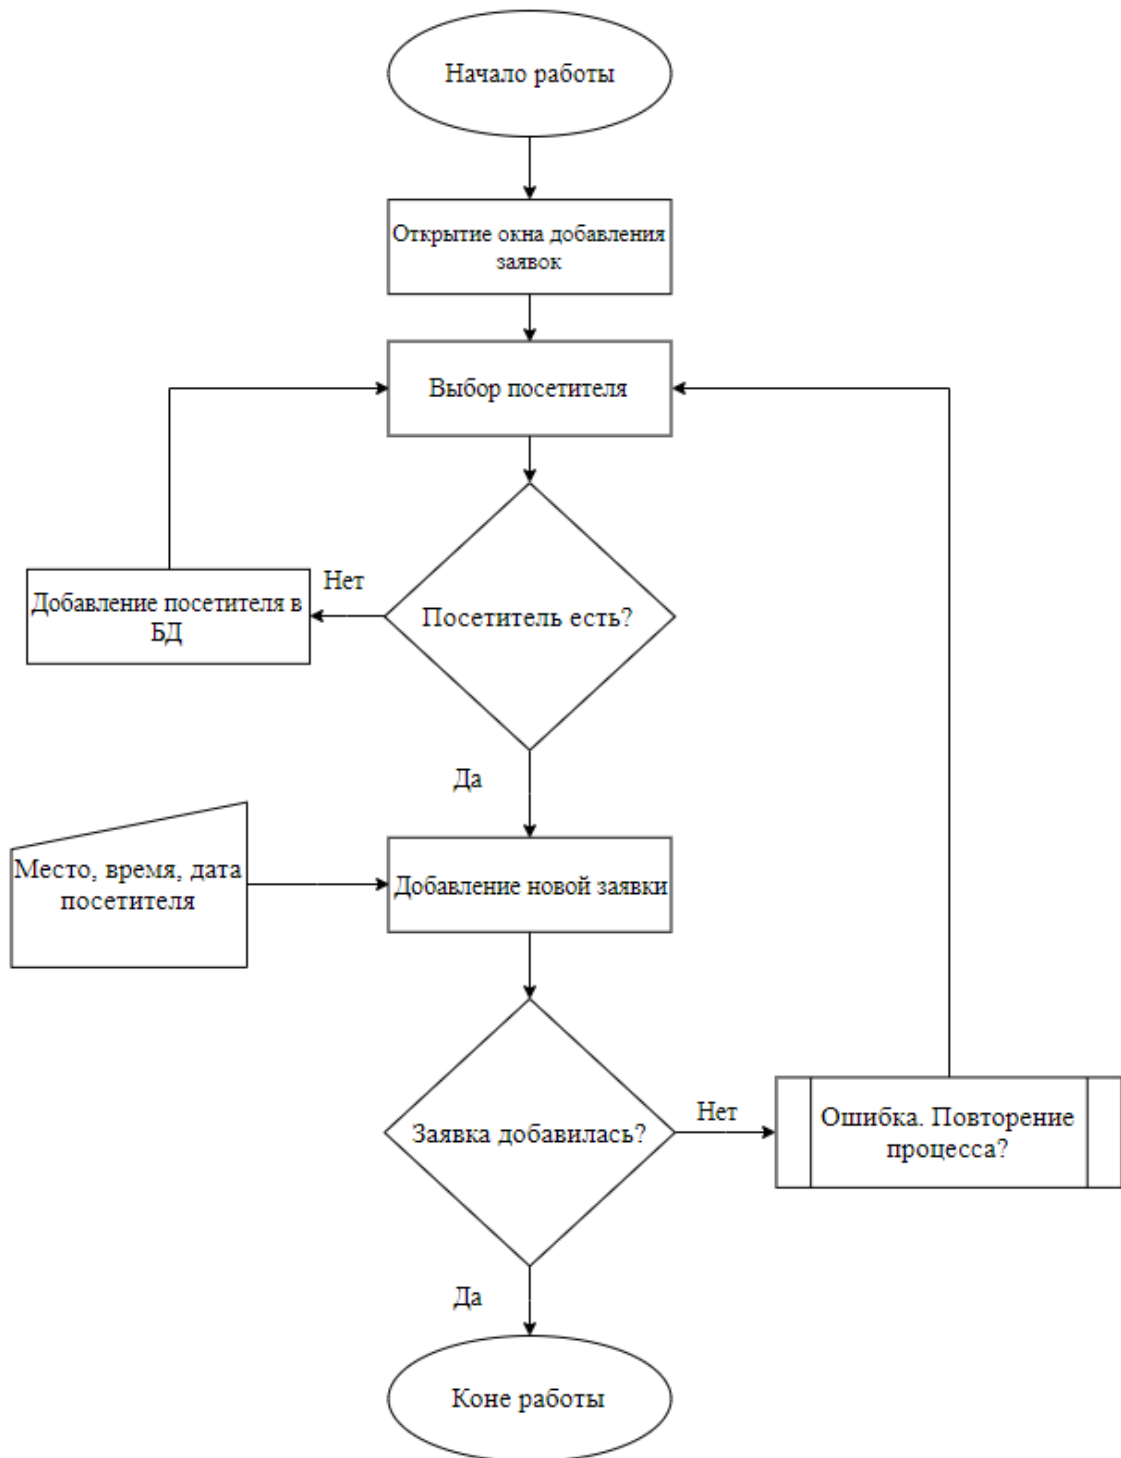 Начало работы
Открытие окна добавления
заявок
Выбор посетителя
Нет
Добавление посетителя в
БД
Посетитель есть?
Да
Место, время, дата
посетителя
Добавление новой заявки
Заявка добавилась?
Нет
Ошибка. Повторение
процесса?
Да
Коне работы